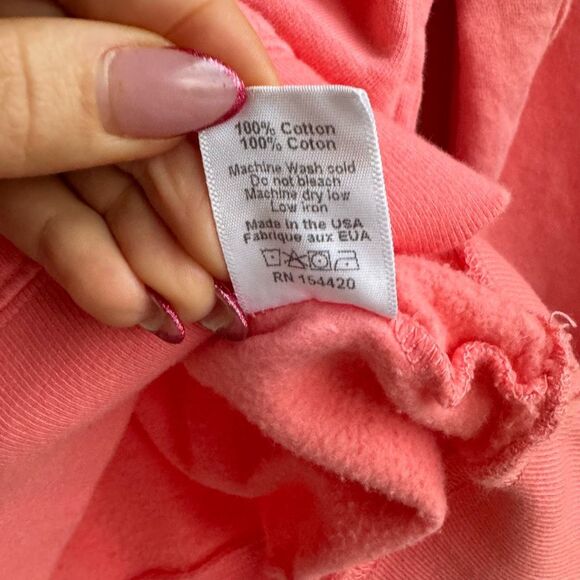 100% Cotton
100% Coton
Machine Wash cold
Do not bleach
Machine dry low
Low iron
Made in the USA
Fabrique aux EUA
RN 154420